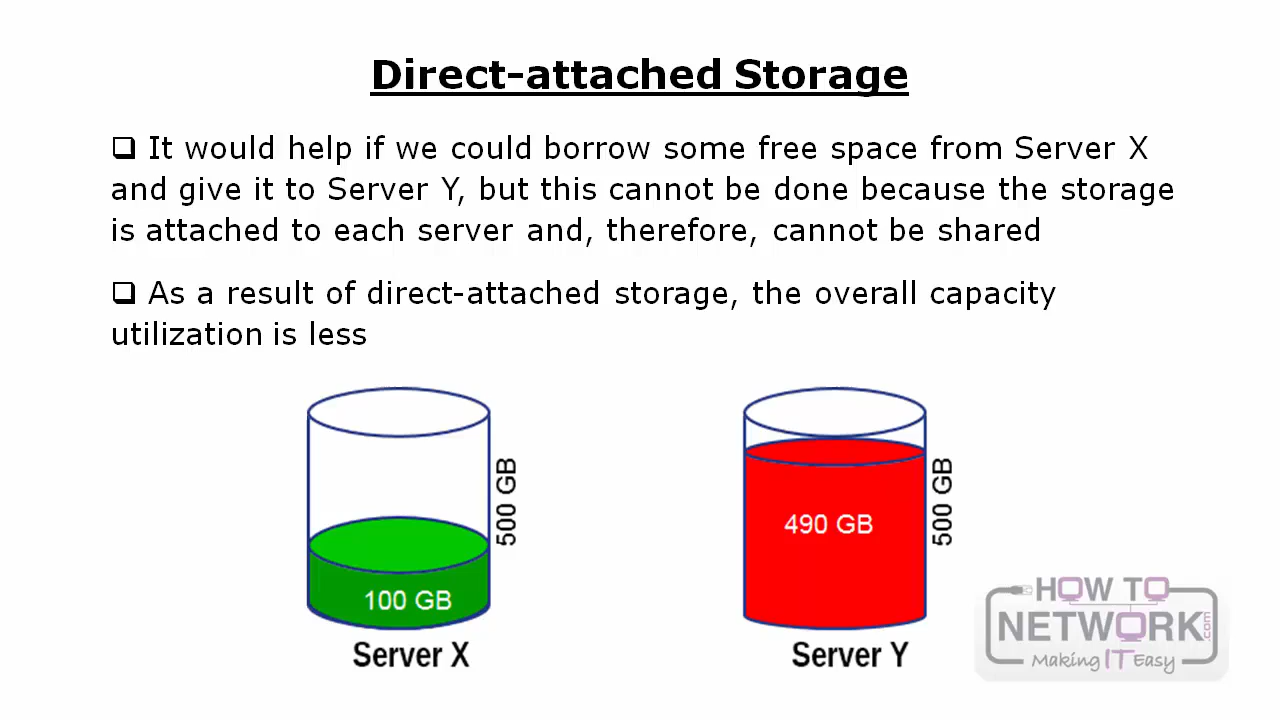 Direct-attached Storage
❑ It would help if we could borrow some free space from Server X
and give it to Server Y, but this cannot be done because the storage
is attached to each server and, therefore, cannot be shared
❑ As a result of direct-attached storage, the overall capacity
utilization is less
500 GB
100 GB
Server X
500 GB
490 GB
Server Y
HOW TO
NETWORK.com
Making IT Easy